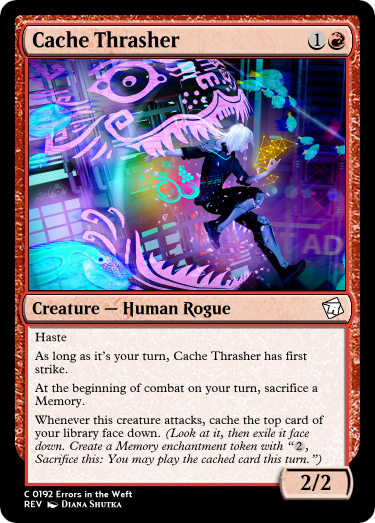 Cache Thrasher
1
Creature — Human Rogue
AD
Haste
As long as it's your turn, Cache Thrasher has first
strike.
At the beginning of combat on your turn, sacrifice a
Memory.
Whenever this creature attacks, cache the top card of
your library face down. (Look at it, then exile it face
down. Create a Memory enchantment token with “2,
Sacrifice this: You may play the cached card this turn.”)
2/2
C 0192 Errors in the Weft
REV DIANA SHUTKA